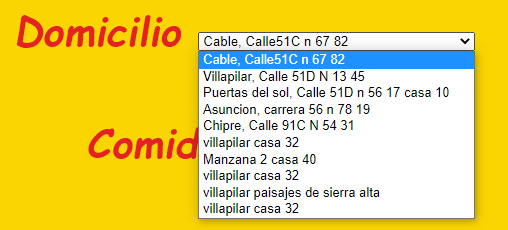 Domicilio
Cable, Calle51C n 67 82
Cable, Calle51C n 67 82
Villapilar, Calle 51D N 13 45
Puertas del sol, Calle 51D n 56 17 casa 10
Asuncion, carrera 56 n 78 19
Chipre, Calle 91C N 54 31
Comid
villapilar casa 32
Manzana 2 casa 40
villapilar casa 32
villapilar paisajes de sierra alta
villapilar casa 32